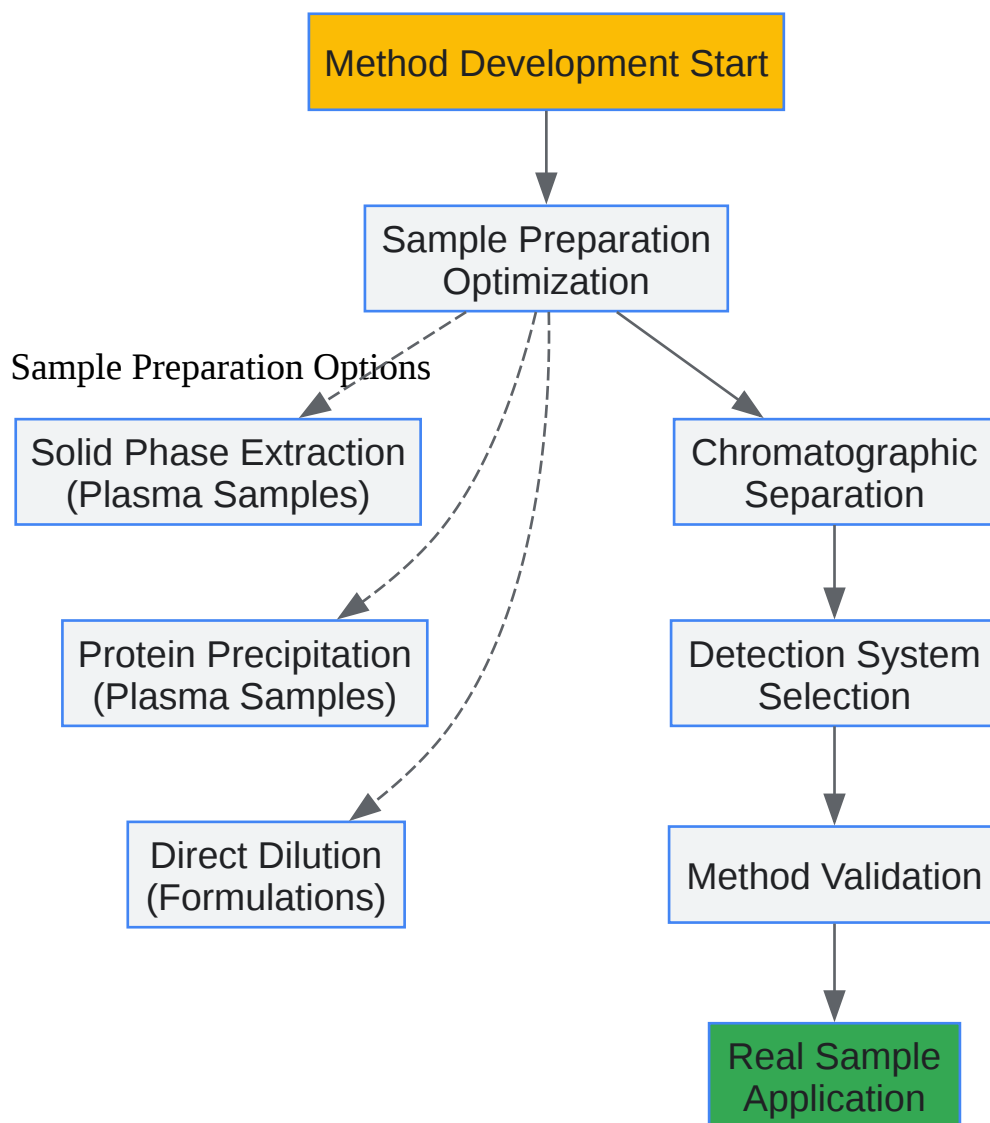 Method Development Start
Sample Preparation
Optimization
Sample Preparation Options
Solid Phase Extraction
(Plasma Samples)
Chromatographic
Separation
Protein Precipitation
(Plasma Samples)
Detection System
Selection
Direct Dilution
(Formulations)
Method Validation
Real Sample
Application